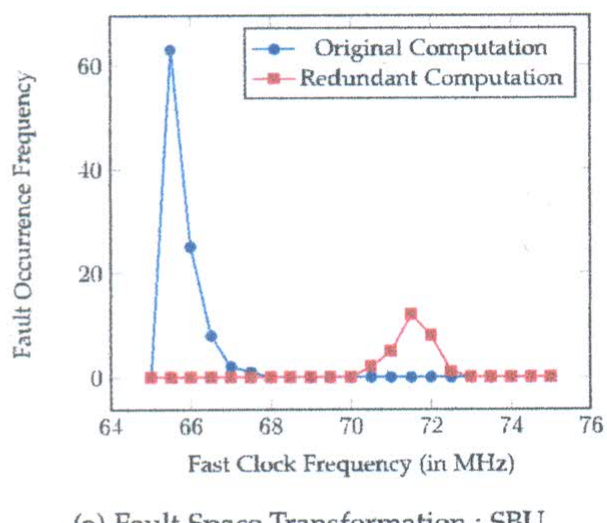 Original Computation
Redundant Computation
Fault Occurrence Frequency
60
40
20
0
64
66
68
70
72
74
76
Fast Clock Frequency (in MHz)
(a) Fault Space Transformation : SBU